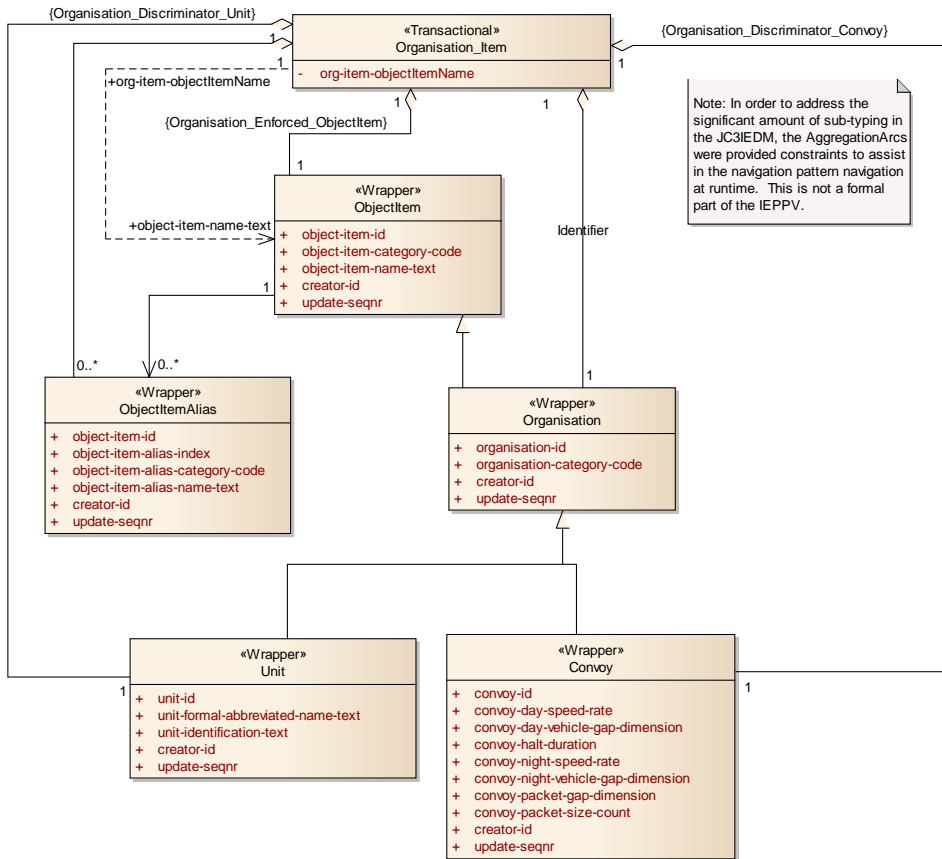 {Organisation_Discriminator_Unit}
«Transactional»
Organisation_Item
{Organisation_Discriminator_Convoy}
1
1
1
+org-item-objectItemName
- org-item-objectItemName
1
1
{Organisation_Enforced_ObjectItem}
Note: In order to address the
significant amount of sub-typing in
the JC3IEDM, the AggregationArcs
were provided constraints to assist
in the navigation pattern navigation
at runtime. This is not a formal
part of the IEPPV.
1
«Wrapper»
ObjectItem
+ object-item-id
+ object-item-category-code
+ object-item-name-text
+ creator-id
+ update-seqnr
+object-item-name-text
Identifier
1
0..*
0..*
1
«Wrapper»
ObjectItemAlias
+ object-item-id
+ object-item-alias-index
+ object-item-alias-category-code
+ object-item-alias-name-text
+ creator-id
+ update-seqnr
«Wrapper»
Organisation
+ organisation-id
+ organisation-category-code
+ creator-id
+ update-seqnr
«Wrapper»
Unit
+ unit-id
+ unit-formal-abbreviated-name-text
+ unit-identification-text
+ creator-id
+ update-seqnr
1
«Wrapper»
Convoy
+ convoy-id
+ convoy-day-speed-rate
+ convoy-day-vehicle-gap-dimension
+ convoy-halt-duration
+ convoy-night-speed-rate
+ convoy-night-vehicle-gap-dimension
+ convoy-packet-gap-dimension
+ convoy-packet-size-count
+ creator-id
+ update-seqnr
1